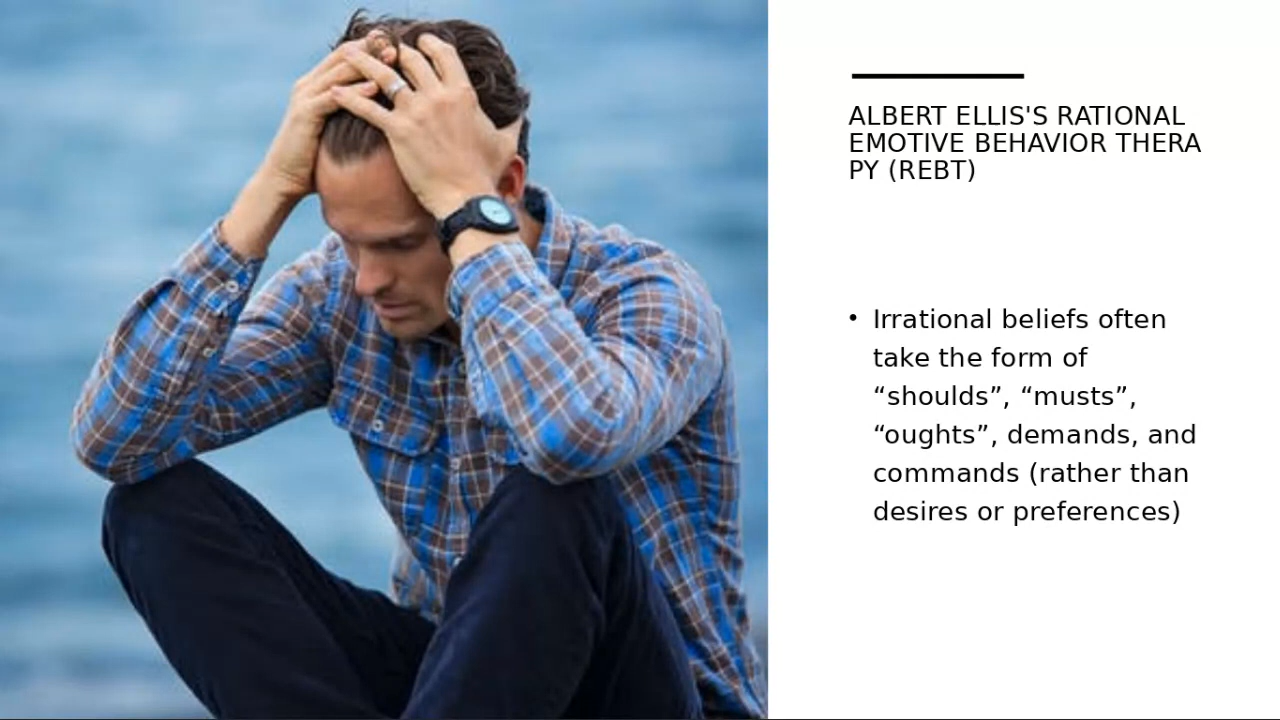 ALBERT ELLIS'S RATIONAL
EMOTIVE BEHAVIOR THERA
PY (REBT)
• Irrational beliefs often
take the form of
“shoulds”, “musts”,
“oughts”, demands, and
commands (rather than
desires or preferences)